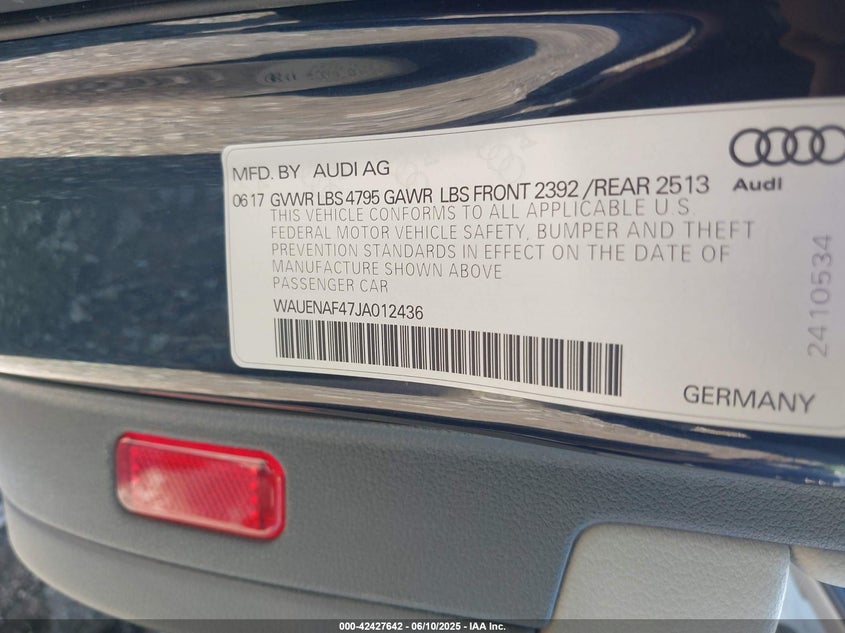 MFD. BY AUDI AG
06 17 GVWR LBS 4795 GAWR LBS FRONT 2392 /REAR 2513
THIS VEHICLE CONFORMS TO ALL APPLICABLE U.S.
FEDERAL MOTOR VEHICLE SAFETY, BUMPER AND THEFT
PREVENTION STANDARDS IN EFFECT ON THE DATE OF
MANUFACTURE SHOWN ABOVE
PASSENGER CAR
WAUENAF47JA012436
Audi
2410534
GERMANY
000-42427642 - 06/10/2025 - IAA Inc.